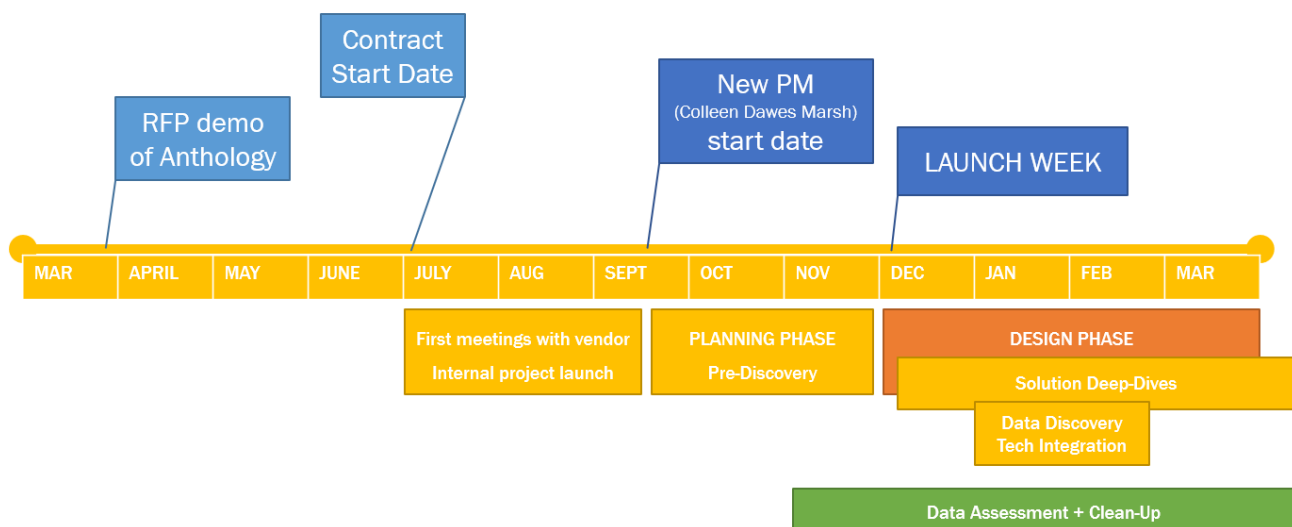 Contract
Start Date
New PM
(Colleen Dawes Marsh)
start date
RFP demo
of Anthology
LAUNCH WEEK
MAR APRIL MAY JUNE JULY AUG SEPT OCT NOV DEC JAN FEB MAR
First meetings with vendor
Internal project launch
PLANNING PHASE
Pre-Discovery
DESIGN PHASE
Solution Deep-Dives
Data Discovery
Tech Integration
Data Assessment + Clean-Up